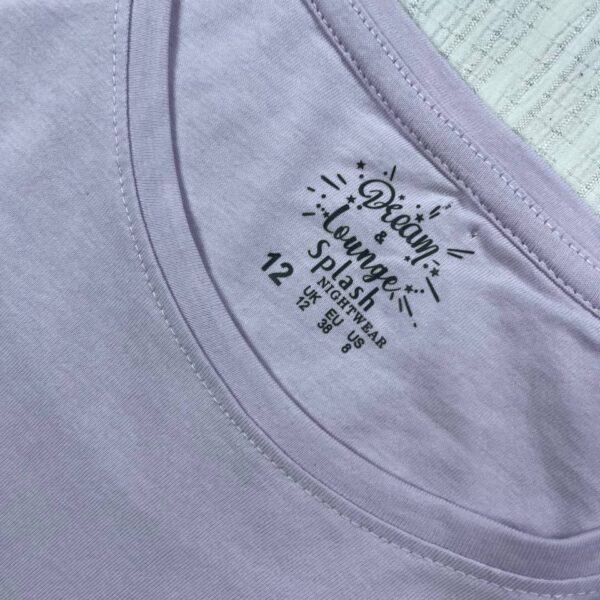 Dream
&
Lounge
Splash
NIGHTWEAR
12
UK EU US
12 38 8